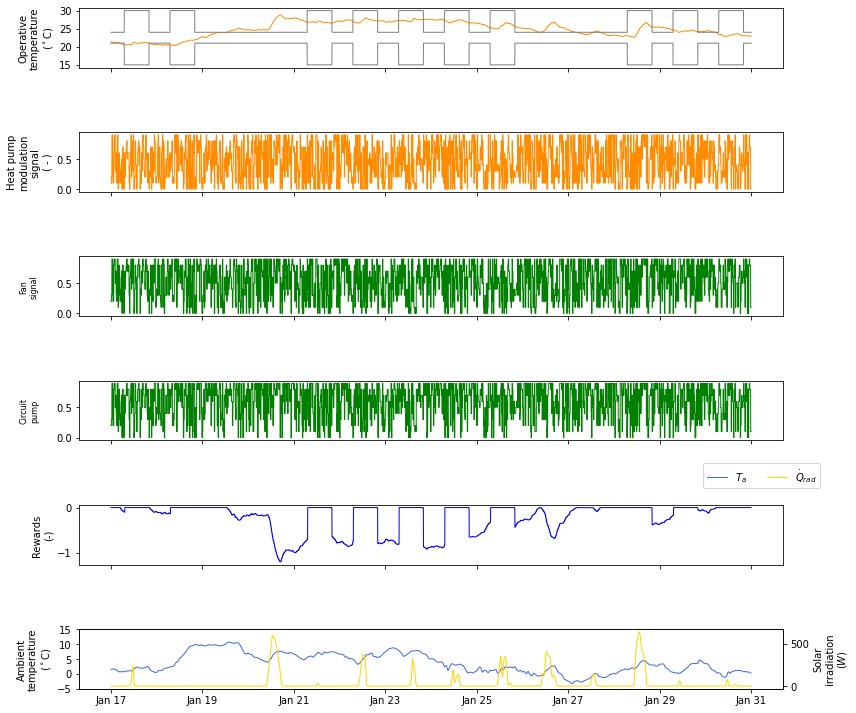 Operative
temperature
(°C)
30
25
20
15
Heat pump
modulation
signal
( - )
0.5
0.0
Fan
signal
0.5
0.0
Circuit
pump
0.5
0.0
T_a
Q̇_rad
Rewards
(-)
0
−1
Ambient
temperature
(°C)
15
10
5
0
−5
500
0
Solar
irradiation
(W)
Jan 17
Jan 19
Jan 21
Jan 23
Jan 25
Jan 27
Jan 29
Jan 31